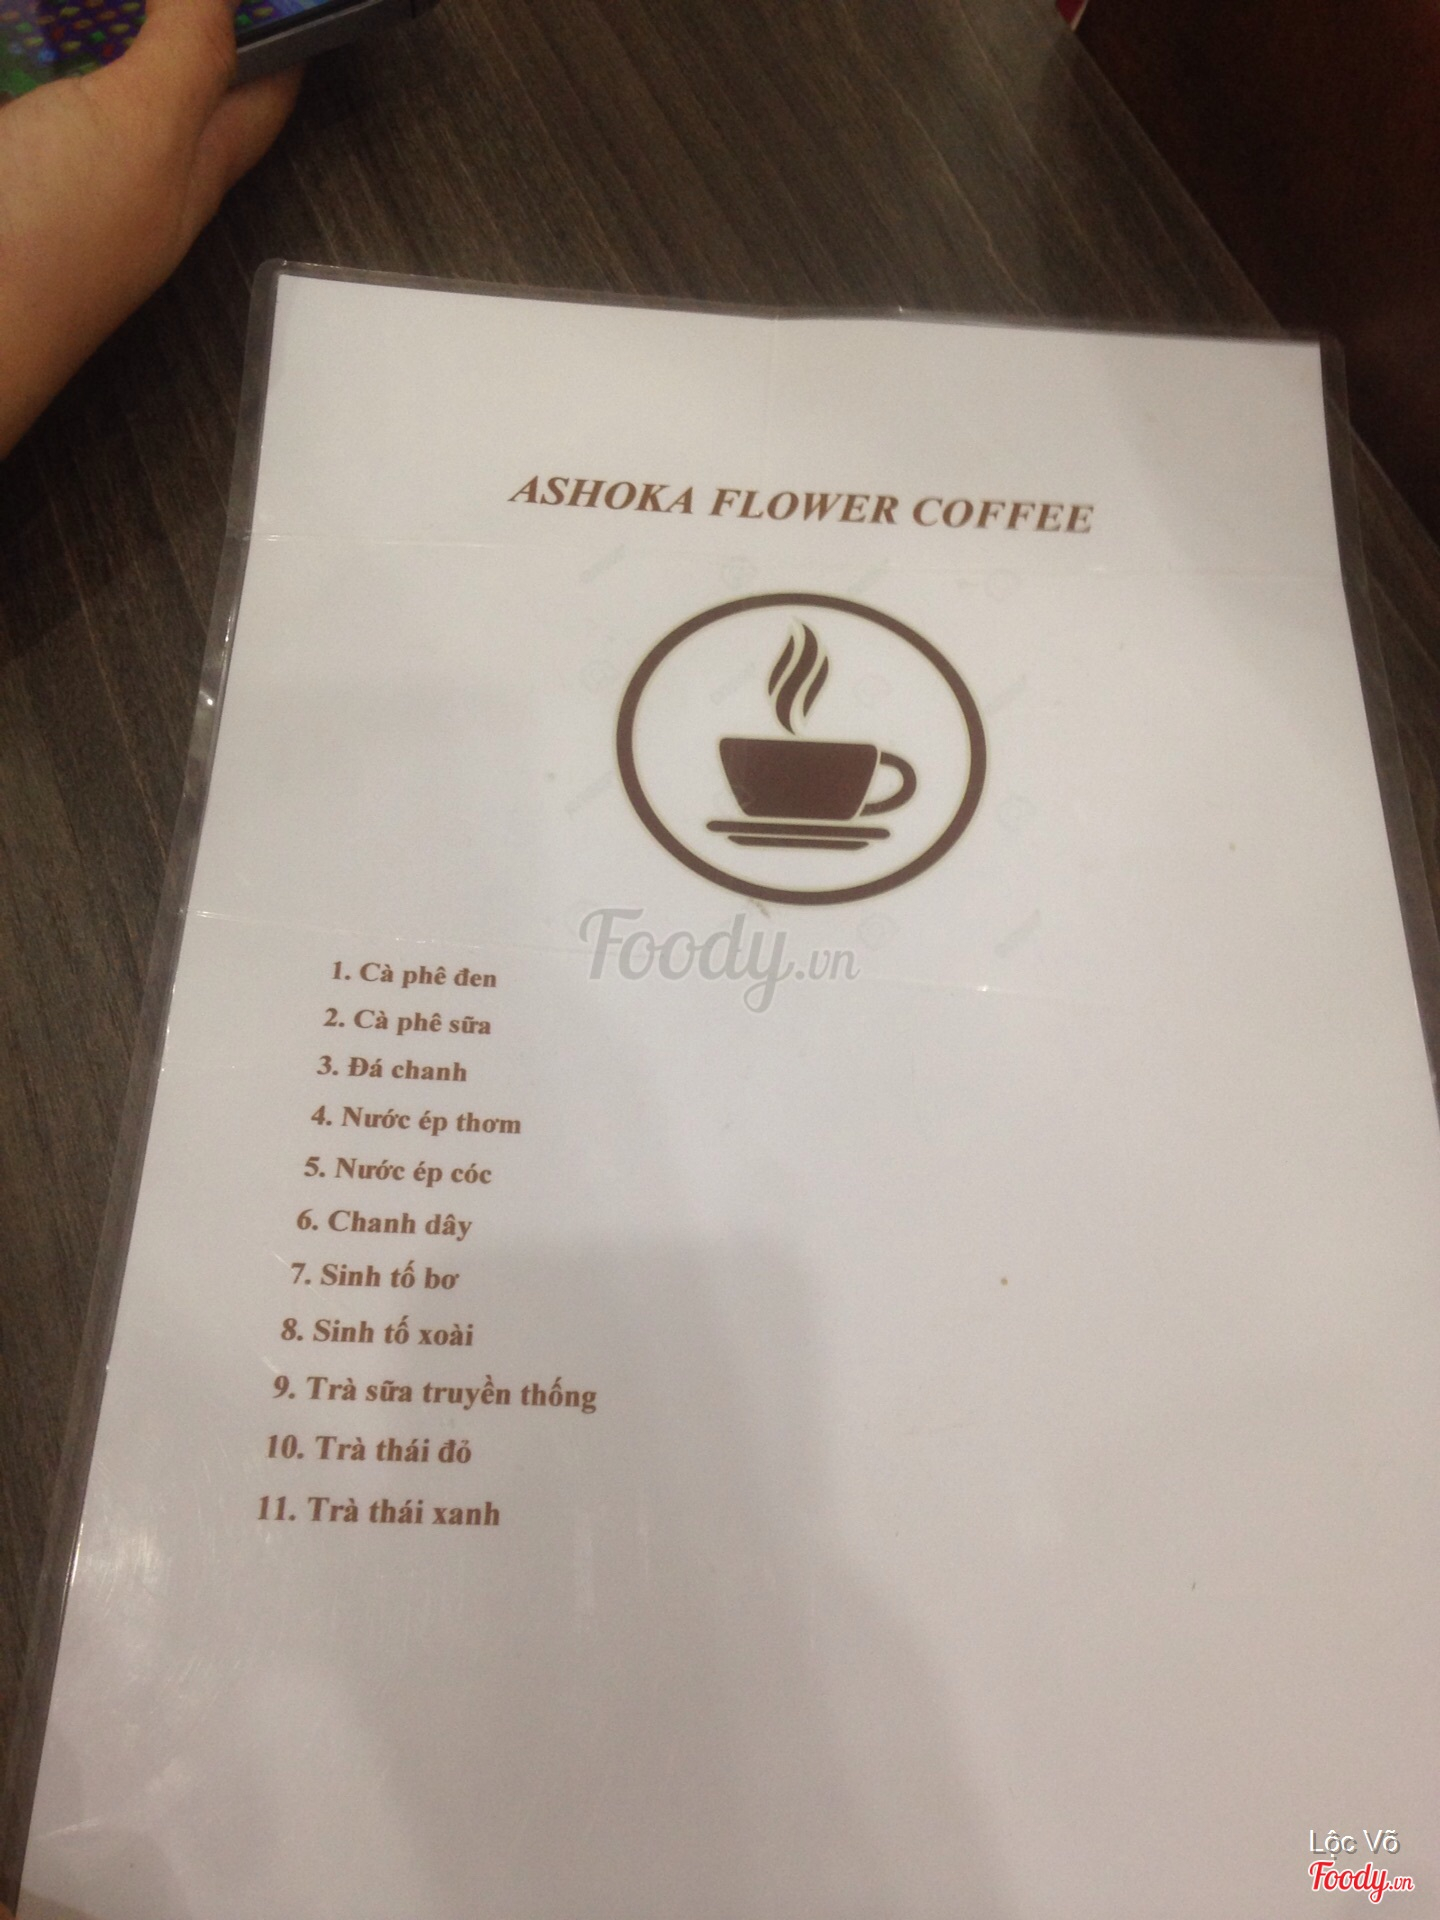 ASHOKA FLOWER COFFEE
Foody.vn
1. Cà phê đen
2. Cà phê sữa
3. Đá chanh
4. Nước ép thơm
5. Nước ép cóc
6. Chanh dây
7. Sinh tố bơ
8. Sinh tố xoài
9. Trà sữa truyền thống
10. Trà thái đỏ
11. Trà thái xanh
Lộc Võ
Foody.vn